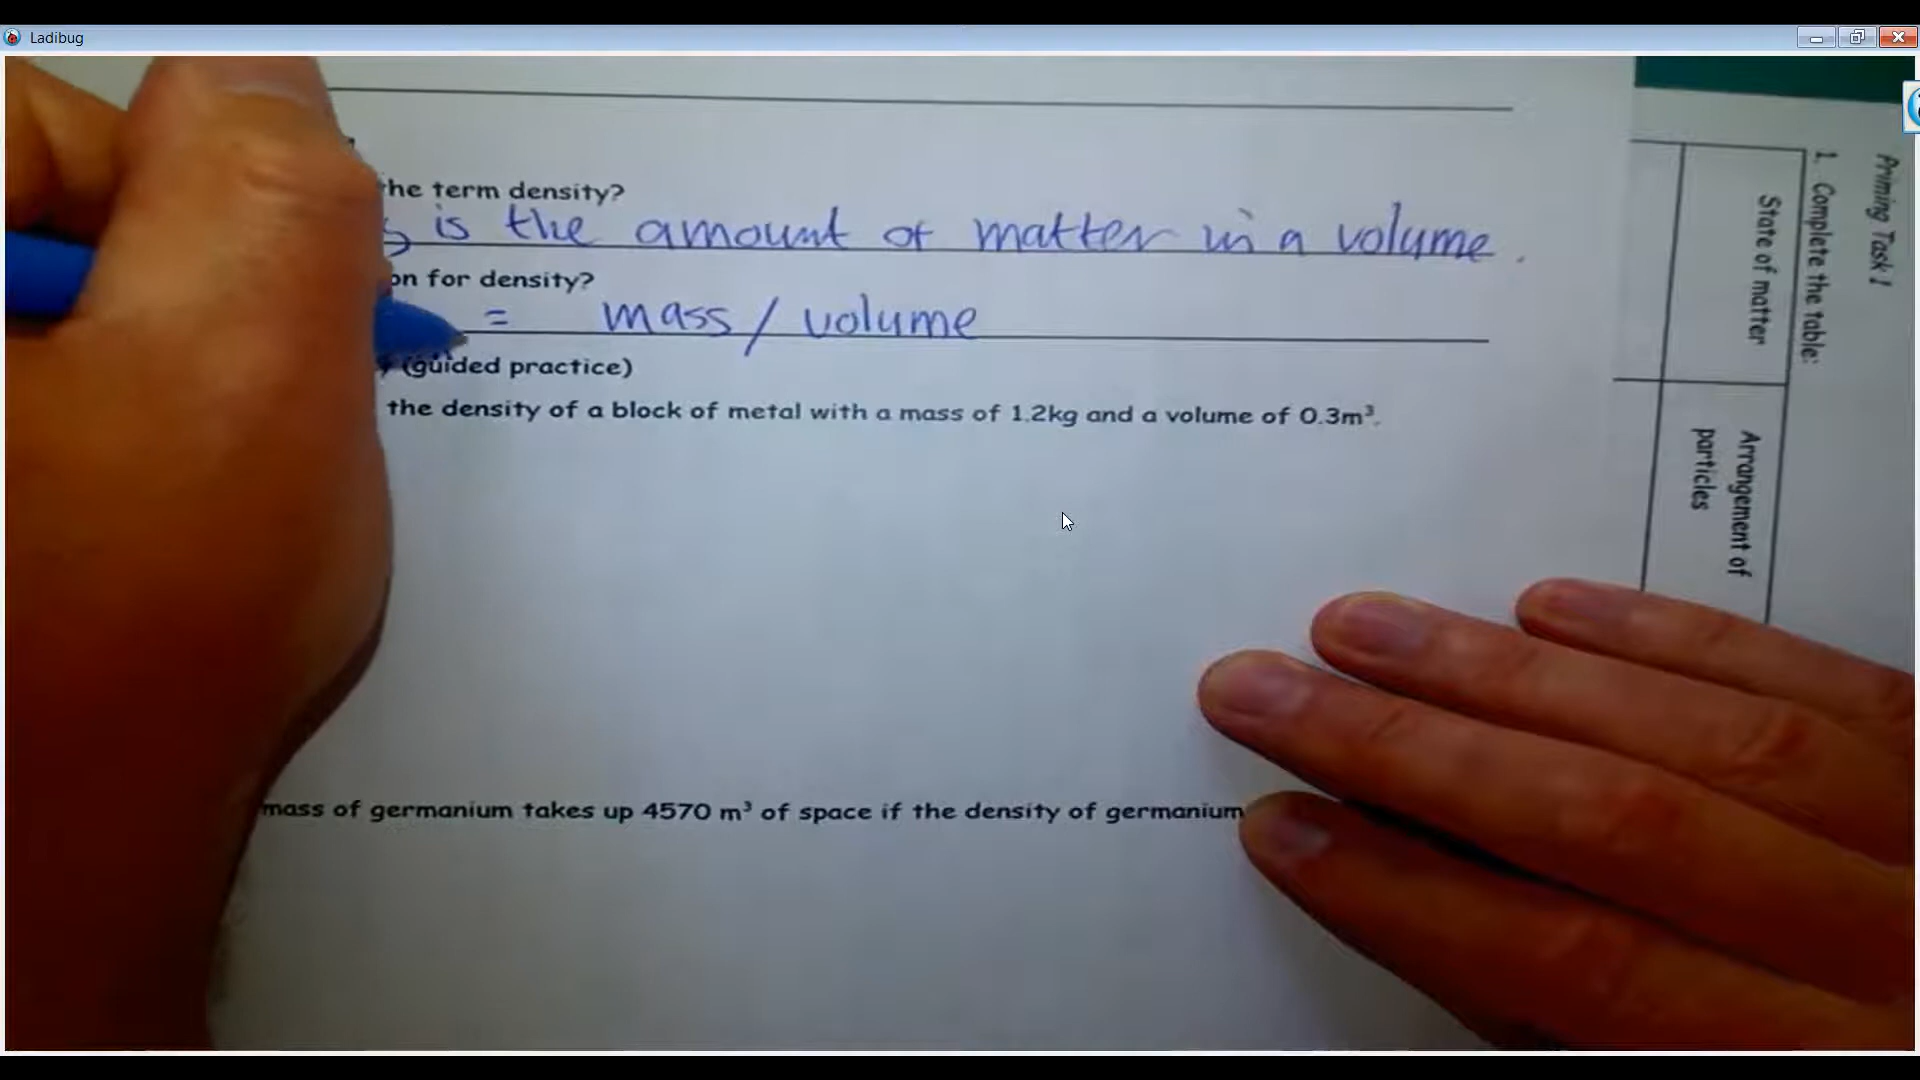 Ladibug
the term density?
is the amount of matter in a volume.
for density?
= mass / volume
(guided practice)
the density of a block of metal with a mass of 1.2kg and a volume of 0.3m³.
mass of germanium takes up 4570 m³ of space if the density of germanium
Priming Task 1
1. Complete the table:
State of matter
Arrangement of
particles